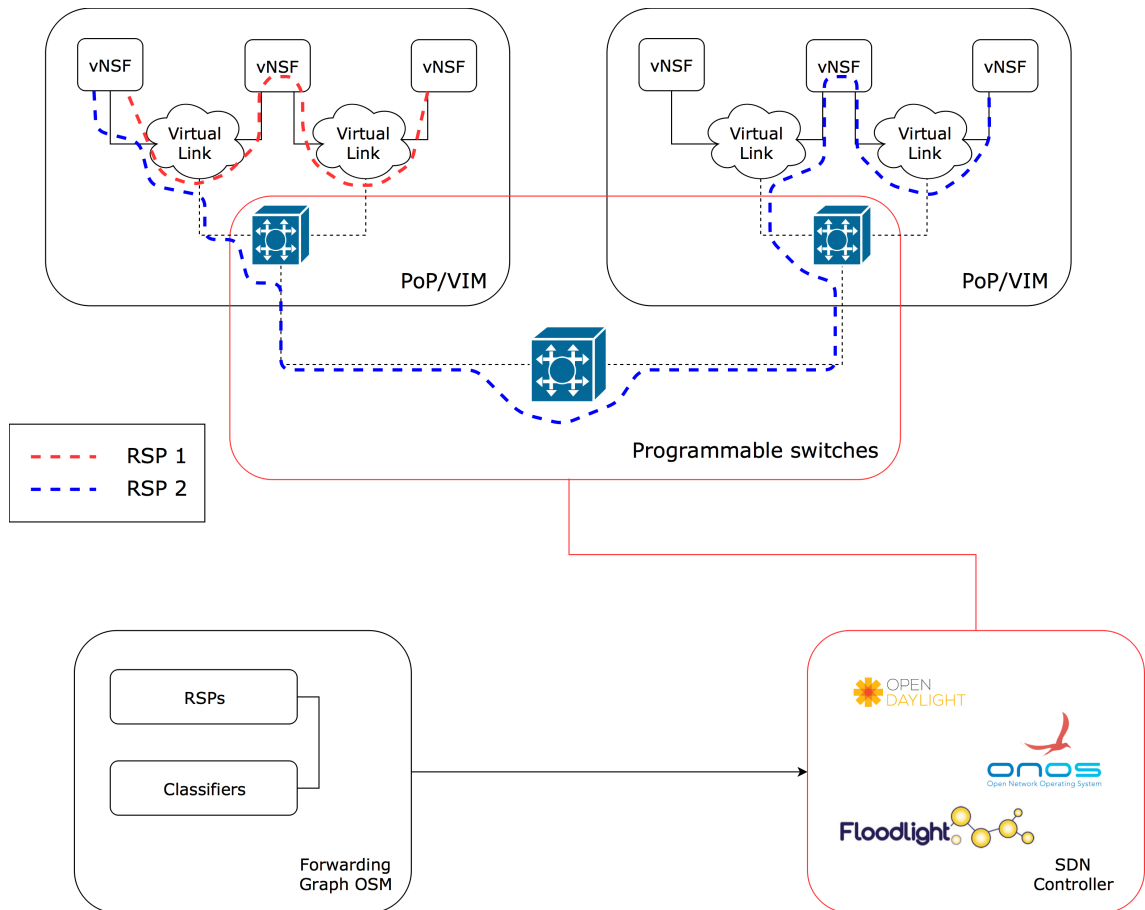 vNSF
vNSF
vNSF
Virtual
Link
Virtual
Link
PoP/VIM
vNSF
vNSF
vNSF
Virtual
Link
Virtual
Link
PoP/VIM
Programmable switches
RSP 1
RSP 2
RSPs
Classifiers
Forwarding
Graph OSM
OPEN
DAYLIGHT
onos
Open Network Operating System
Floodlight
SDN
Controller